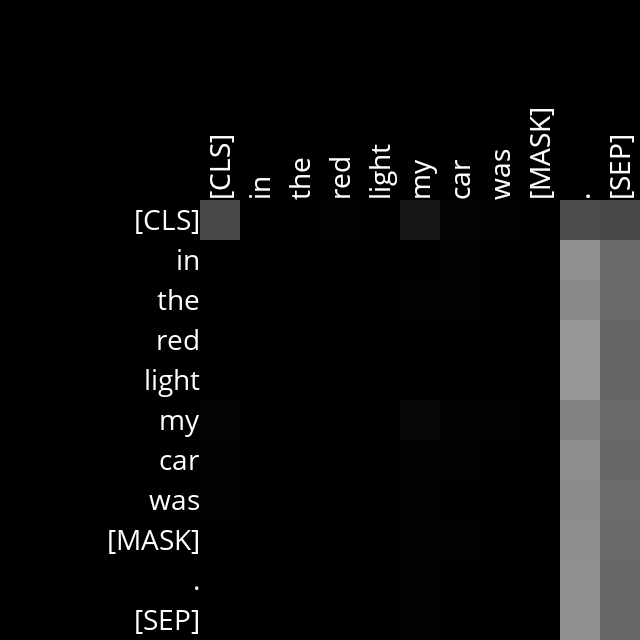 [CLS] in the red light my car was [MASK] . [SEP]
[CLS]
in
the
red
light
my
car
was
[MASK]
.
[SEP]